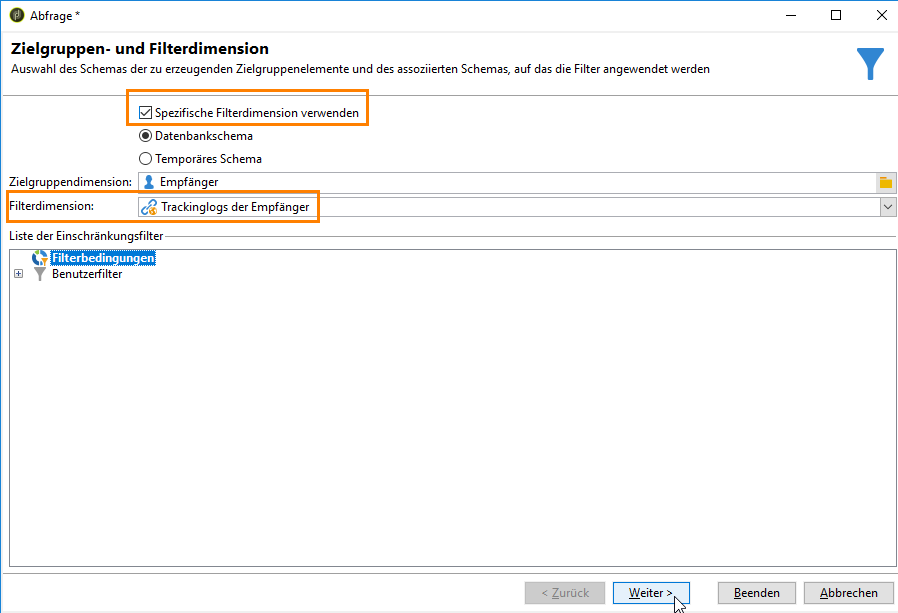 Abfrage *
Zielgruppen- und Filterdimension
Auswahl des Schemas der zu erzeugenden Zielgruppenelemente und des assoziierten Schemas, auf das die Filter angewendet werden
Spezifische Filterdimension verwenden
Datenbankschema
Temporäres Schema
Zielgruppendimension: Empfänger
Filterdimension: Trackinglogs der Empfänger
Liste der Einschränkungsfilter
Filterbedingungen
Benutzerfilter
< Zurück Weiter > Beenden Abbrechen